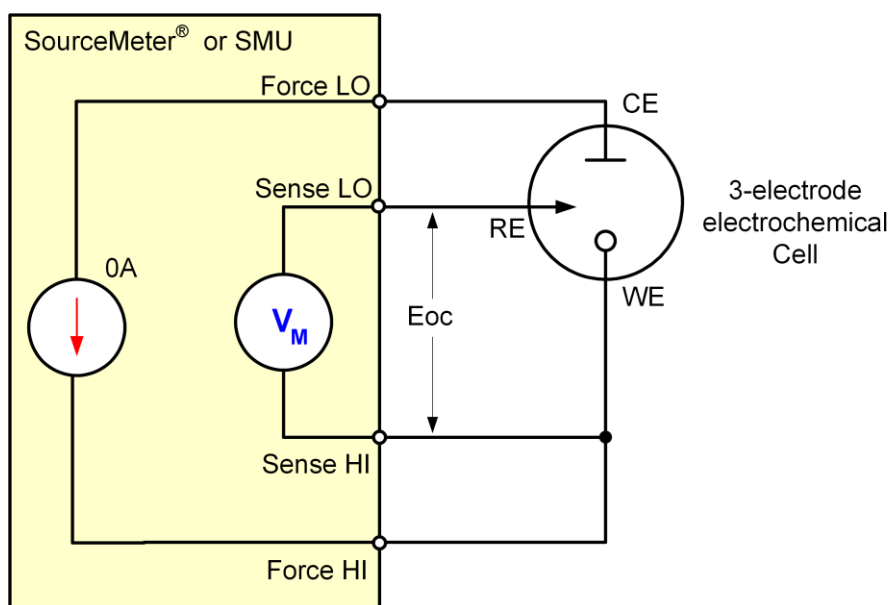 SourceMeter® or SMU
Force LO
CE
Sense LO
RE
3-electrode
electrochemical
Cell
0A
VM
Eoc
WE
Sense HI
Force HI